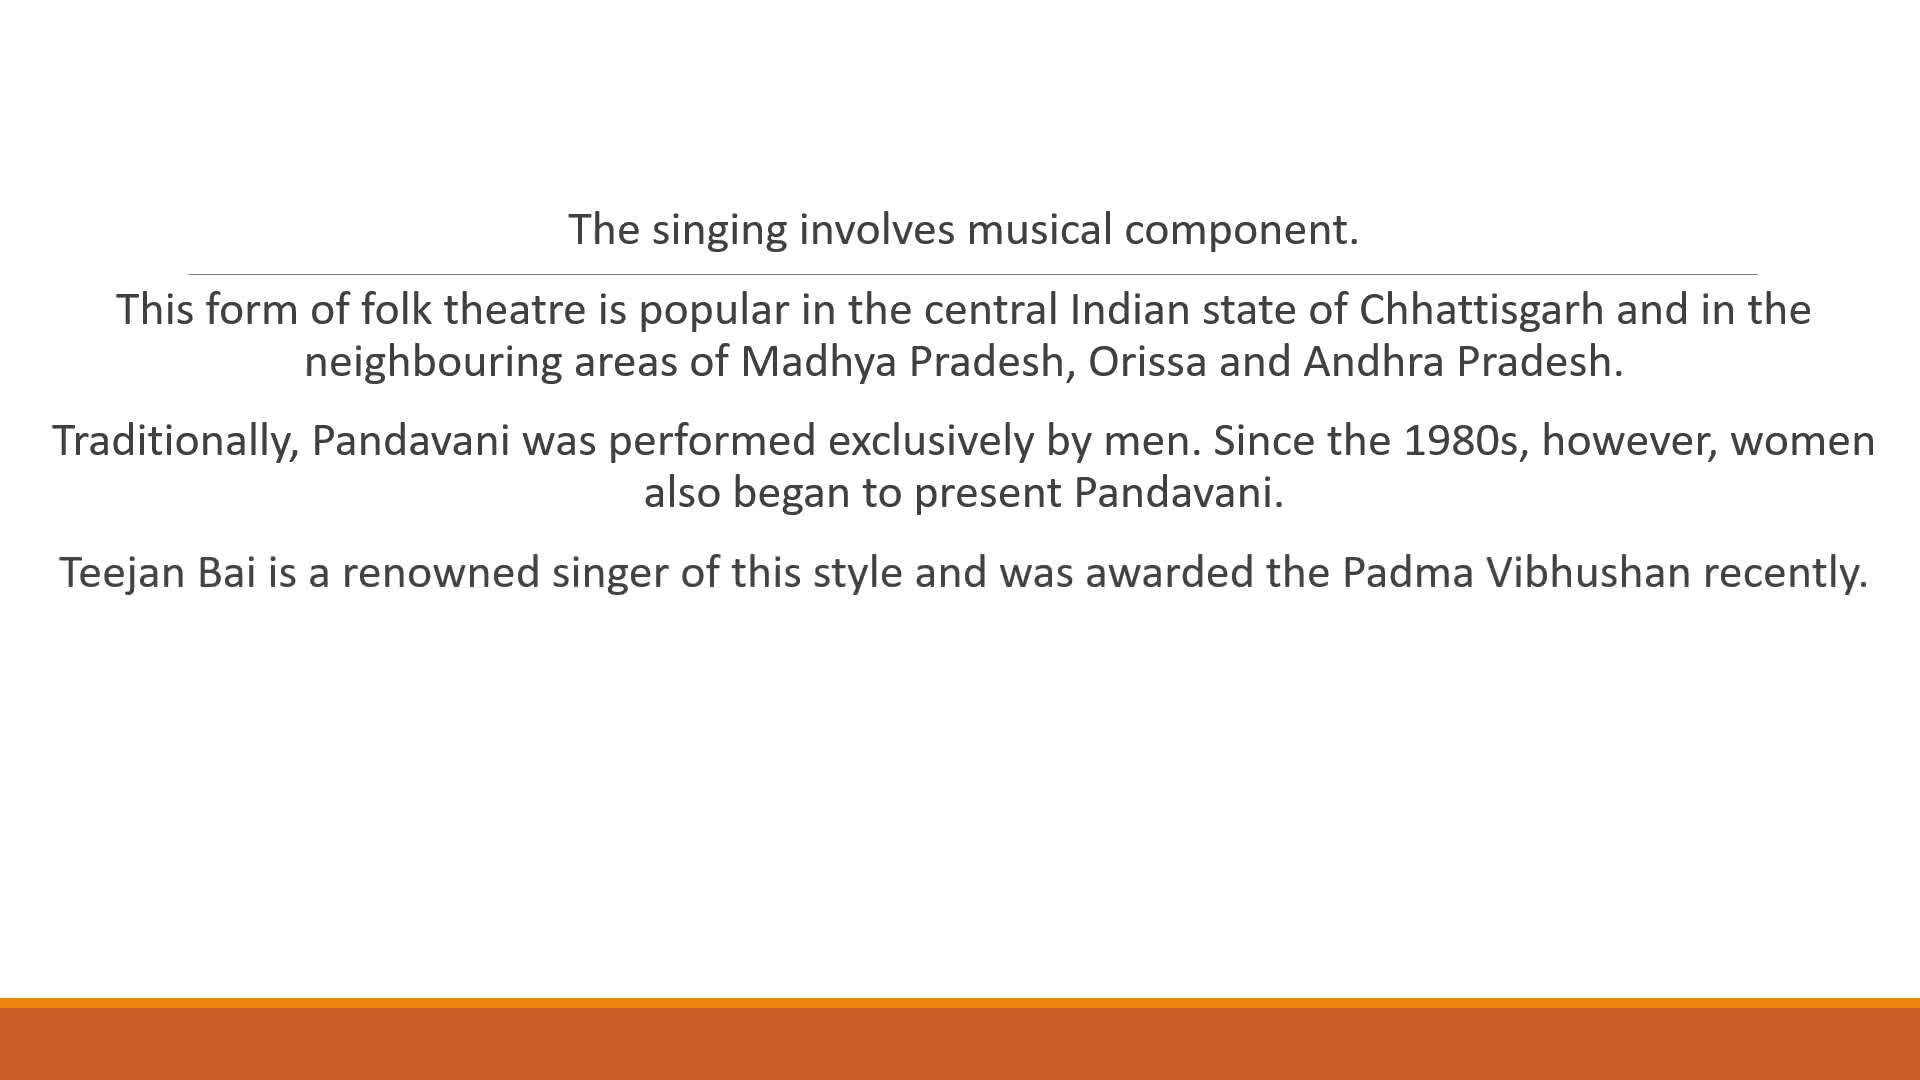 The singing involves musical component.
This form of folk theatre is popular in the central Indian state of Chhattisgarh and in the
neighbouring areas of Madhya Pradesh, Orissa and Andhra Pradesh.
Traditionally, Pandavani was performed exclusively by men. Since the 1980s, however, women
also began to present Pandavani.
Teejan Bai is a renowned singer of this style and was awarded the Padma Vibhushan recently.